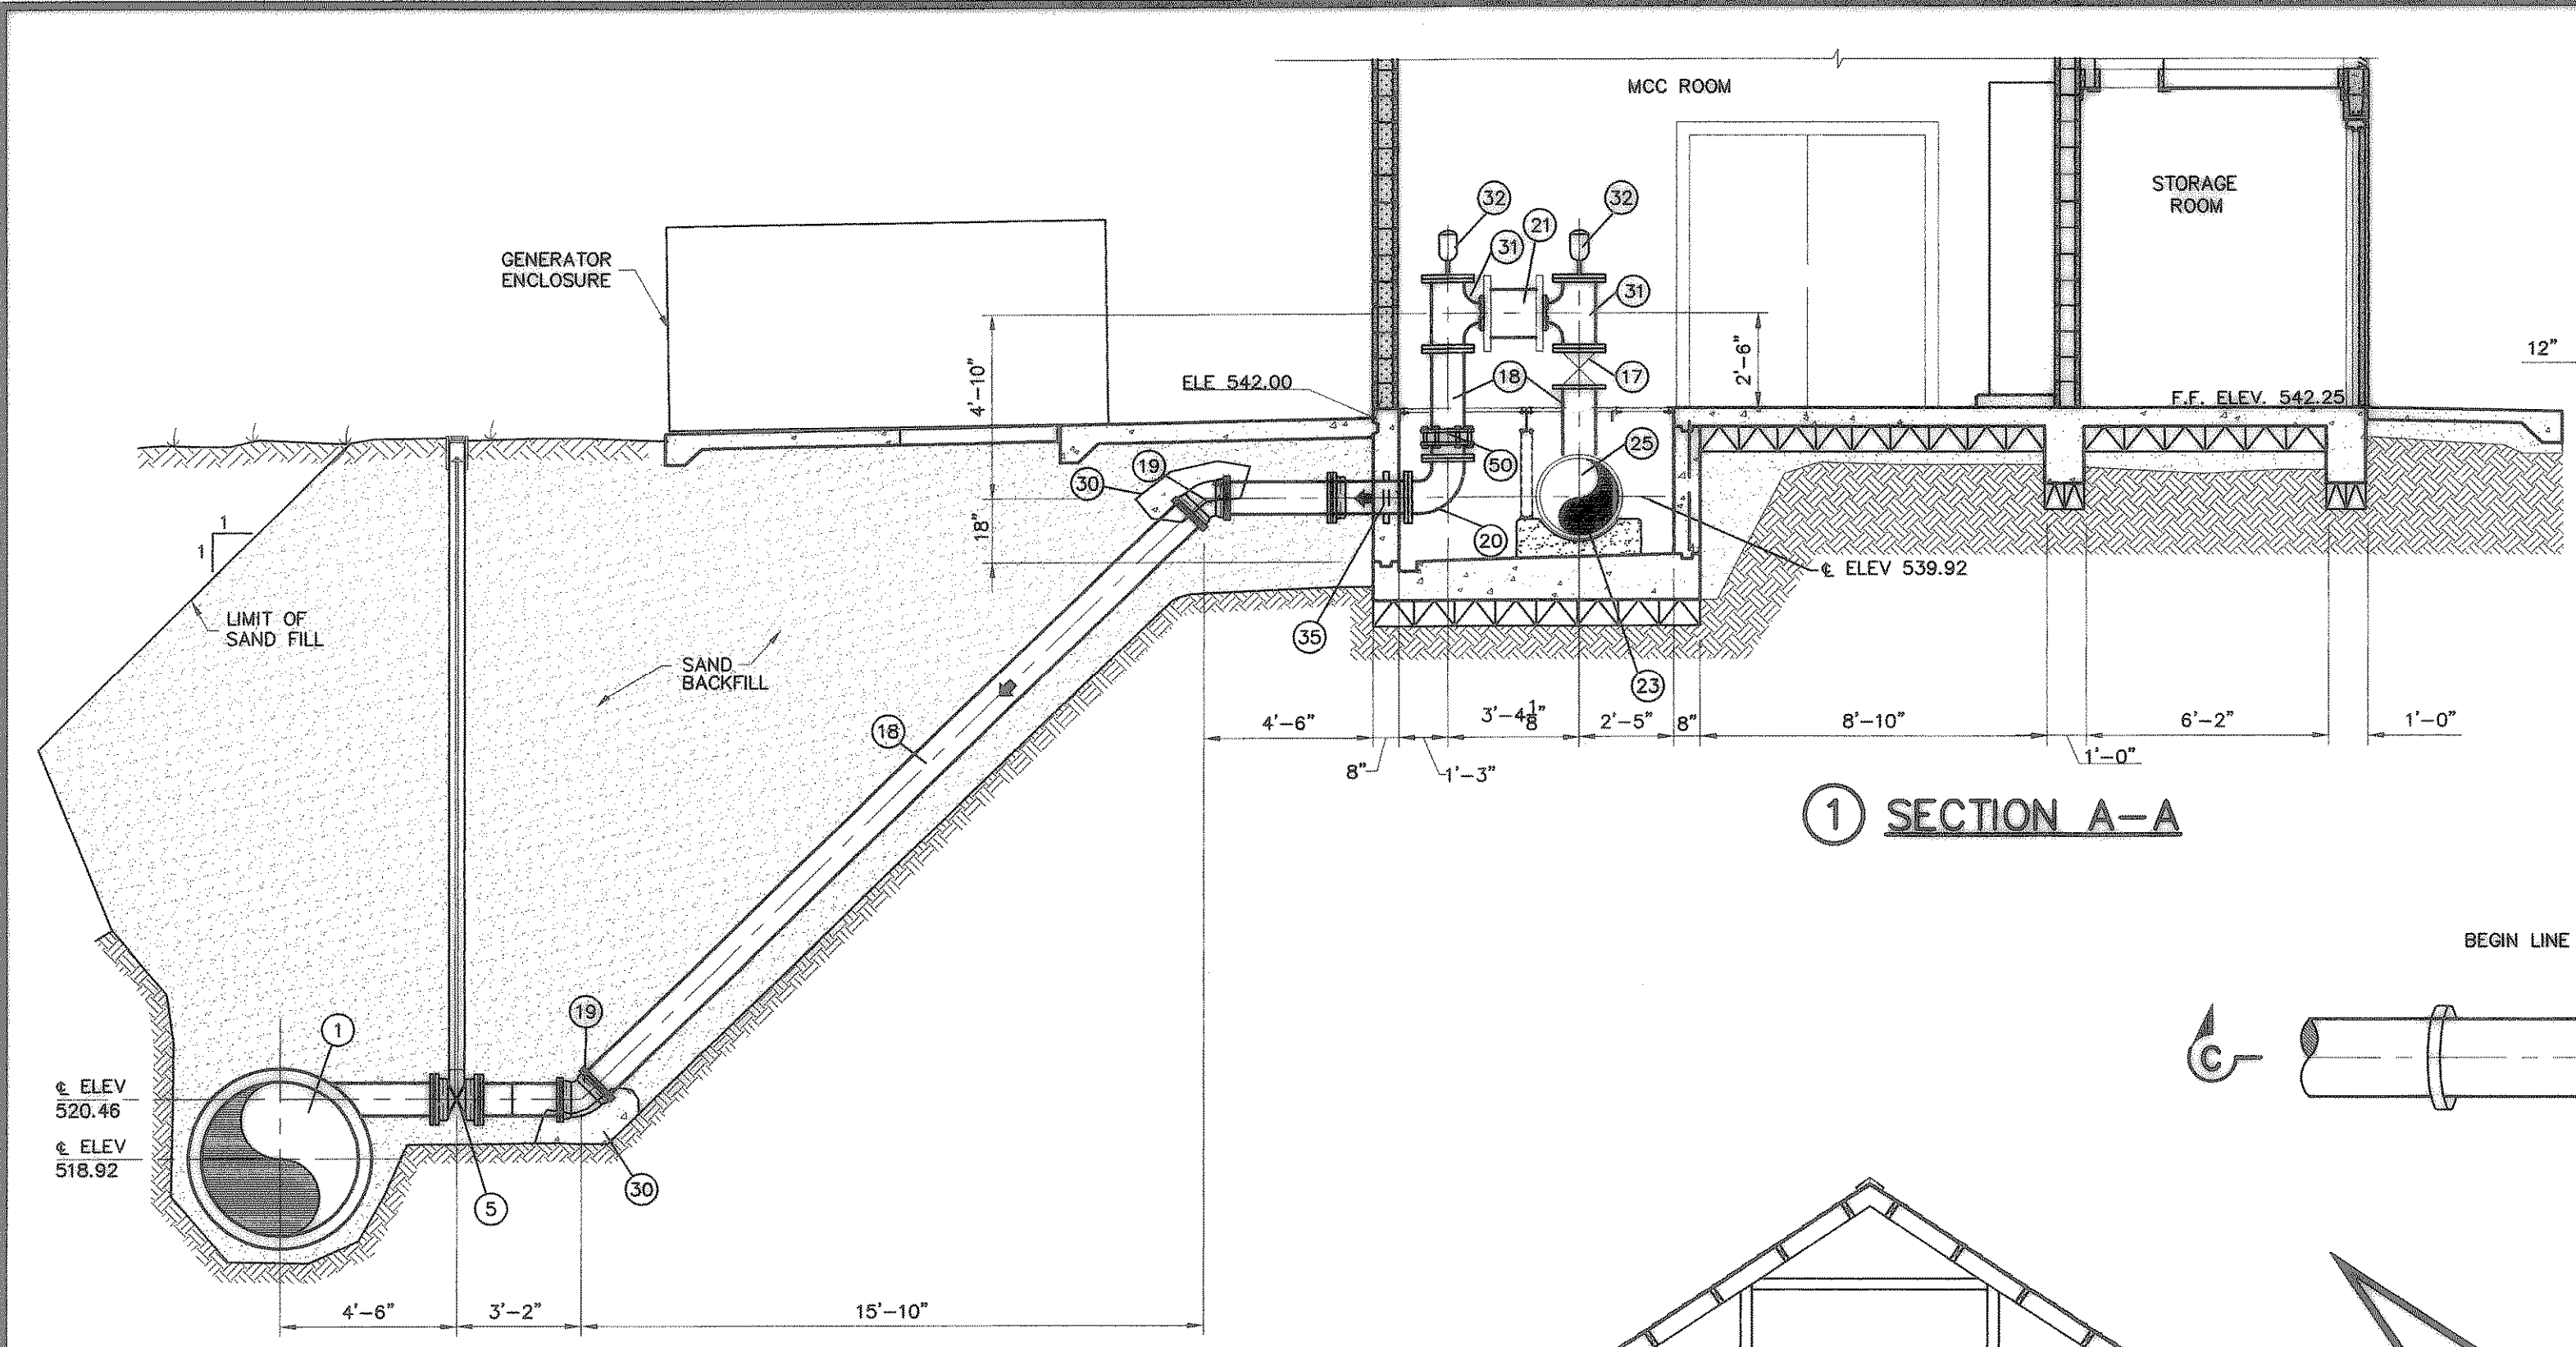 MCC ROOM
STORAGE
ROOM
32
32
21
31
31
GENERATOR
ENCLOSURE
4'-10"
2'-6"
12"
ELE 542.00
18
17
F.F. ELEV. 542.25
25
50
19
30
18"
20
1
1
℄ ELEV 539.92
LIMIT OF
SAND FILL
35
SAND
BACKFILL
23
18
4'-6"
3'-4 1/8"
2'-5"
8"
8'-10"
6'-2"
1'-0"
8"
1'-3"
1'-0"
1 SECTION A-A
BEGIN LINE
19
1
C
℄ ELEV
520.46
℄ ELEV
518.92
30
5
4'-6"
3'-2"
15'-10"